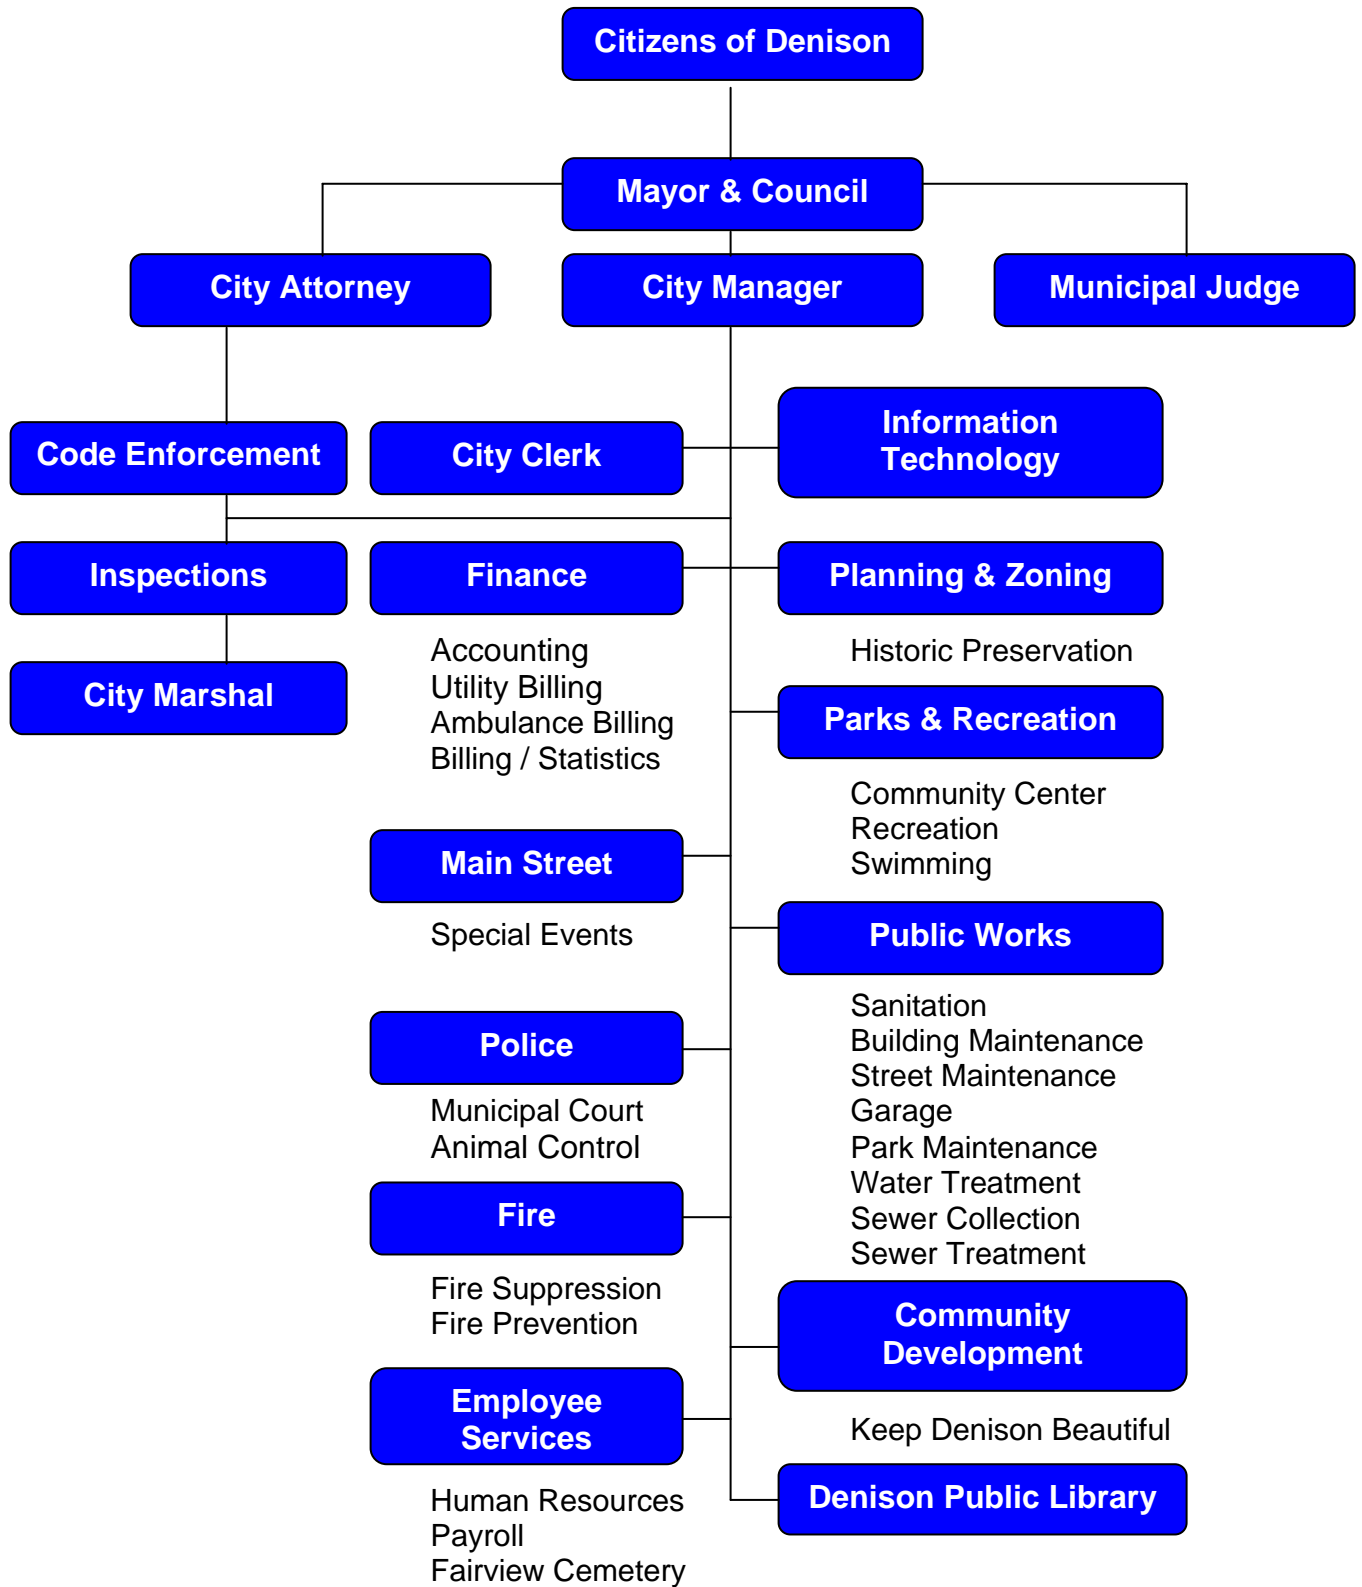 Citizens of Denison
Mayor & Council
City Attorney
City Manager
Municipal Judge
Code Enforcement
City Clerk
Information
Technology
Inspections
Finance
Planning & Zoning
Accounting
Utility Billing
Ambulance Billing
Billing / Statistics
Historic Preservation
City Marshal
Parks & Recreation
Community Center
Recreation
Swimming
Main Street
Special Events
Public Works
Sanitation
Building Maintenance
Street Maintenance
Garage
Park Maintenance
Water Treatment
Sewer Collection
Sewer Treatment
Police
Municipal Court
Animal Control
Fire
Fire Suppression
Fire Prevention
Community
Development
Keep Denison Beautiful
Employee
Services
Human Resources
Payroll
Fairview Cemetery
Denison Public Library